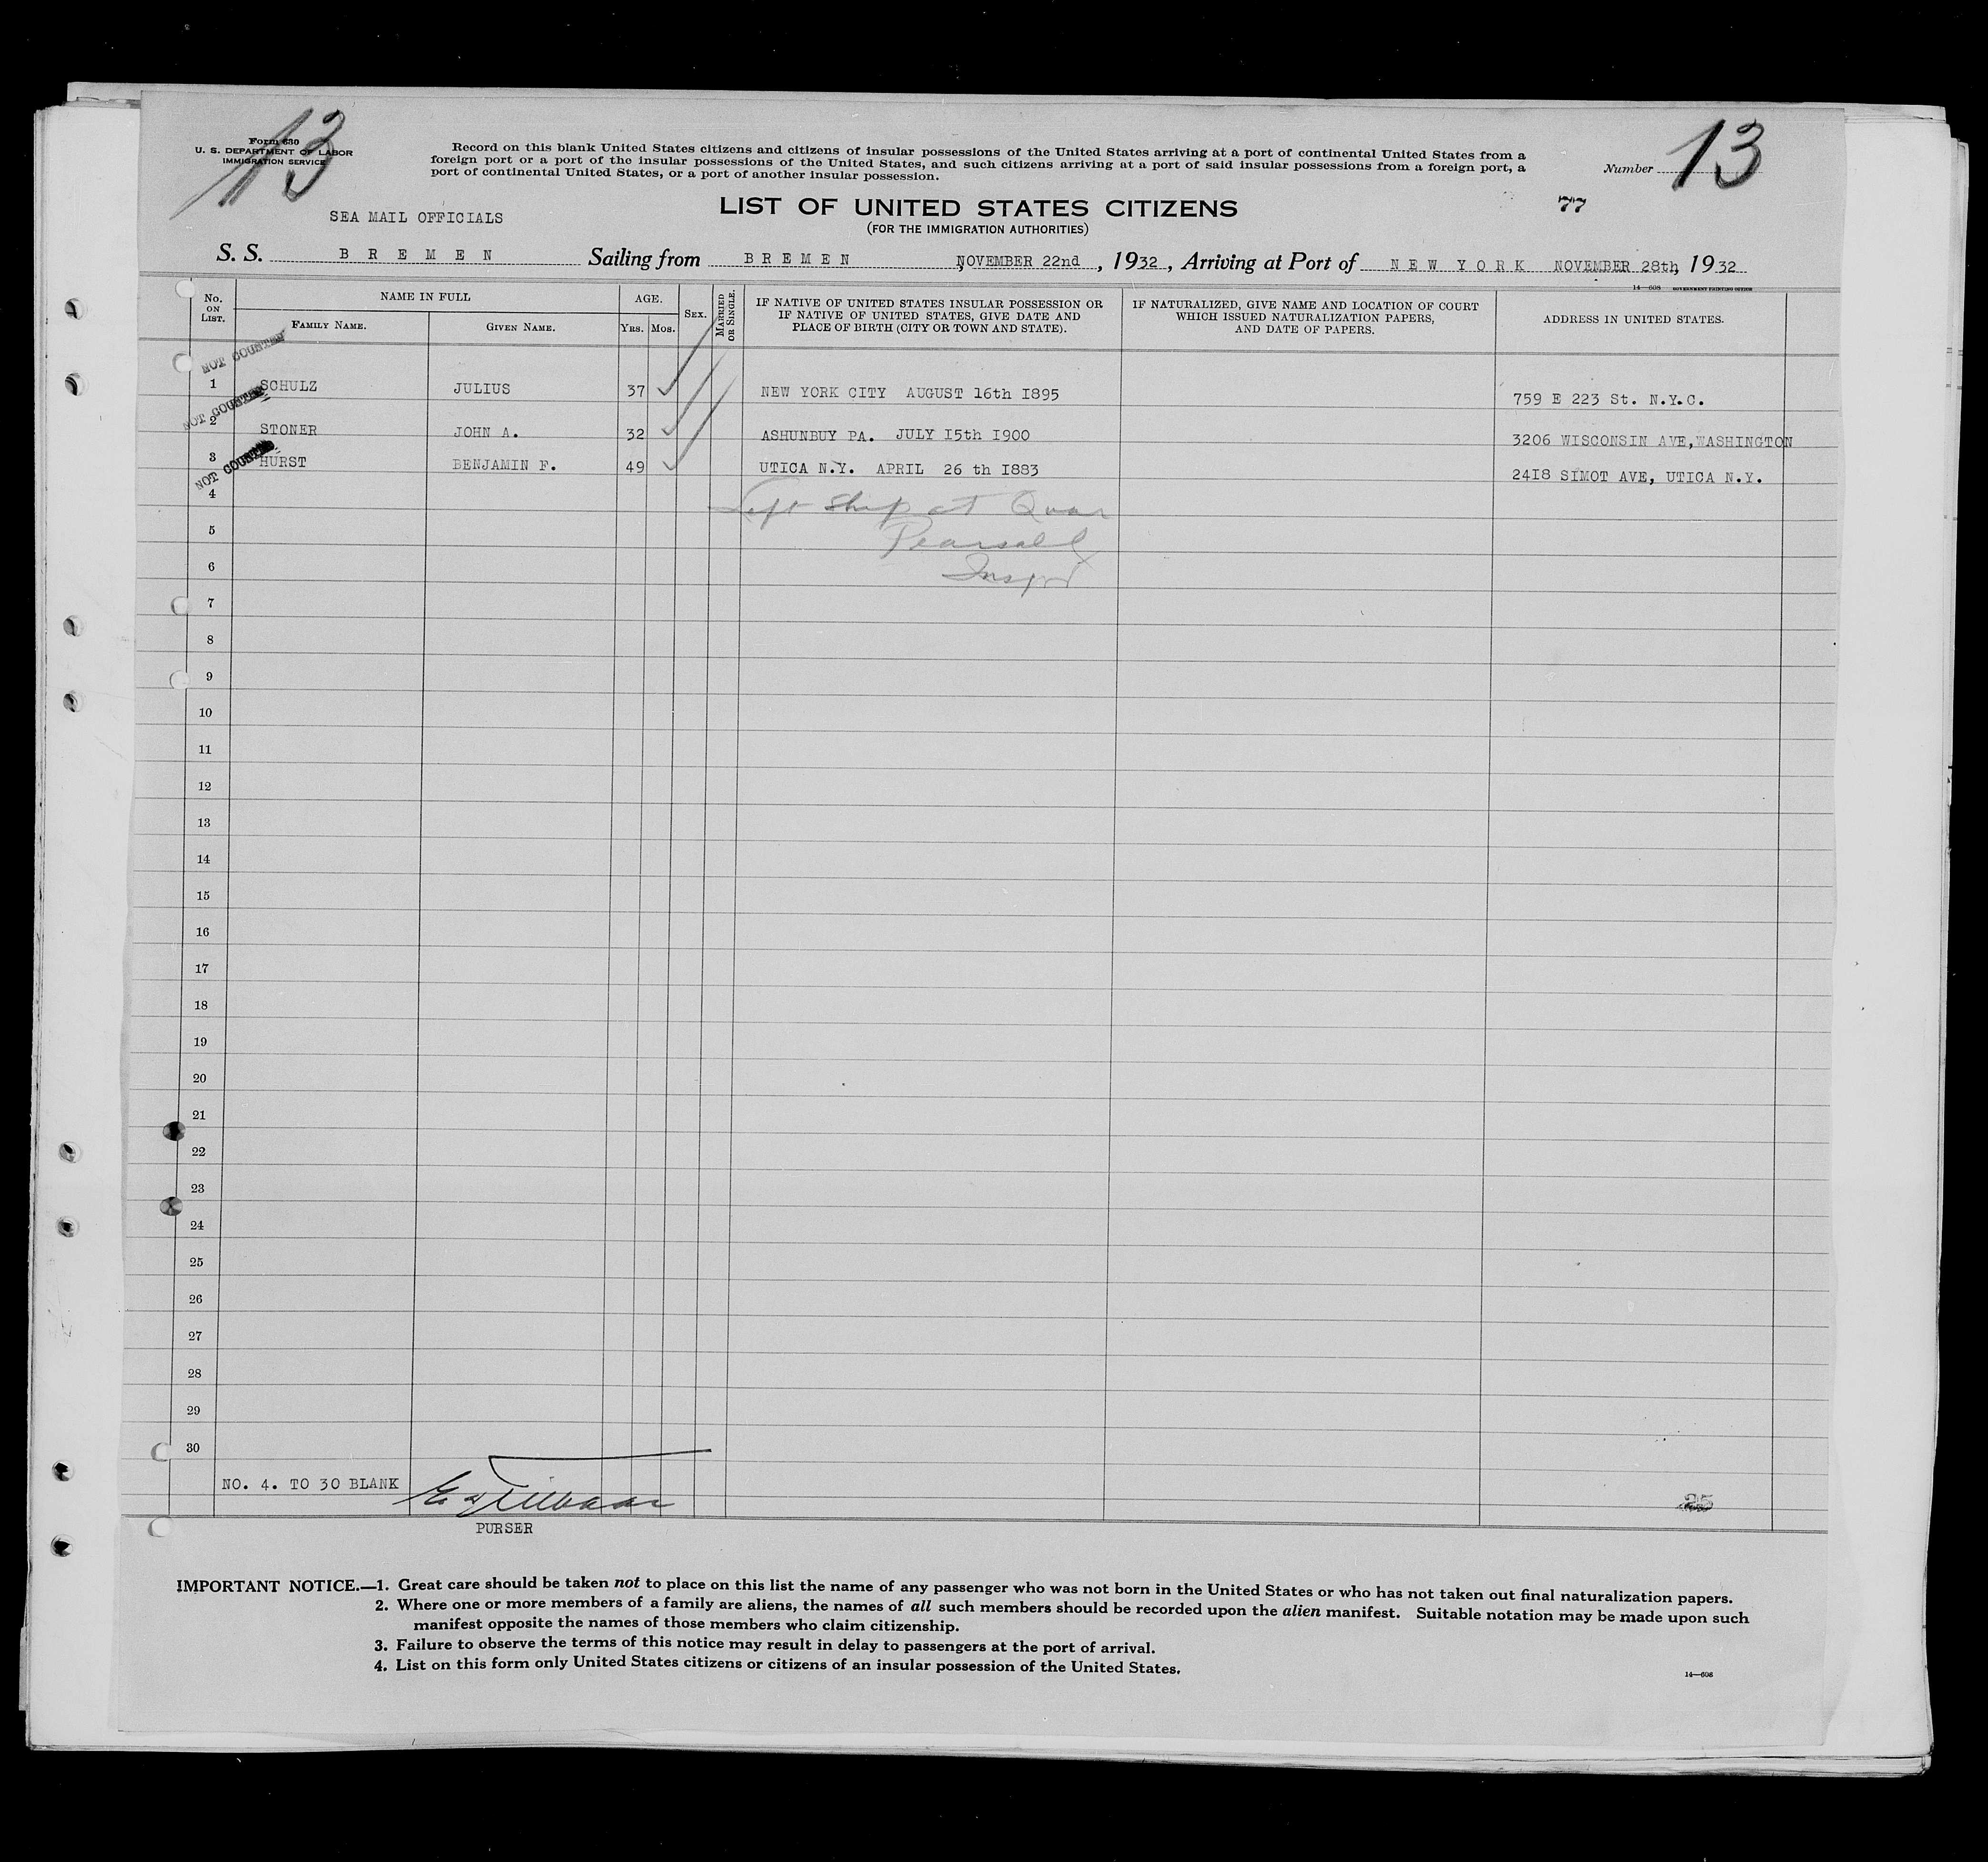 13
Form 630
U. S. DEPARTMENT OF LABOR
IMMIGRATION SERVICE
Record on this blank United States citizens and citizens of insular possessions of the United States arriving at a port of continental United States from a
foreign port or a port of the insular possessions of the United States, and such citizens arriving at a port of said insular possessions from a foreign port, a
port of continental United States, or a port of another insular possession.
Number 13
SEA MAIL OFFICIALS
LIST OF UNITED STATES CITIZENS
77
(FOR THE IMMIGRATION AUTHORITIES)
S. S. B R E M E N Sailing from B R E M E N NOVEMBER 22nd, 1932, Arriving at Port of N E W Y O R K NOVEMBER 28th, 1932
14—608 GOVERNMENT PRINTING OFFICE
No. ON LIST.
NAME IN FULL
FAMILY NAME.
GIVEN NAME.
AGE.
YRS. MOS.
SEX.
MARRIED OR SINGLE.
IF NATIVE OF UNITED STATES INSULAR POSSESSION OR
IF NATIVE OF UNITED STATES, GIVE DATE AND
PLACE OF BIRTH (CITY OR TOWN AND STATE).
IF NATURALIZED, GIVE NAME AND LOCATION OF COURT
WHICH ISSUED NATURALIZATION PAPERS,
AND DATE OF PAPERS.
ADDRESS IN UNITED STATES.
NOT COUNTED
1 SCHULZ JULIUS 37 NEW YORK CITY AUGUST 16th I895 759 E 223 St. N.Y.C.
NOT COUNTED
2 STONER JOHN A. 32 ASHUNBUY PA. JULY I5th I900 3206 WISCONSIN AVE,WASHINGTON
NOT COUNTED
3 HURST BENJAMIN F. 49 UTICA N.Y. APRIL 26 th I883 24I8 SIMOT AVE, UTICA N.Y.
4 Left Ship at Quar
5 Pearsall
6 Inspr
7
8
9
10
11
12
13
14
15
16
17
18
19
20
21
22
23
24
25
26
27
28
29
30
NO. 4. TO 30 BLANK
25
PURSER
IMPORTANT NOTICE.—1. Great care should be taken not to place on this list the name of any passenger who was not born in the United States or who has not taken out final naturalization papers.
2. Where one or more members of a family are aliens, the names of all such members should be recorded upon the alien manifest. Suitable notation may be made upon such
manifest opposite the names of those members who claim citizenship.
3. Failure to observe the terms of this notice may result in delay to passengers at the port of arrival.
4. List on this form only United States citizens or citizens of an insular possession of the United States.
14—608